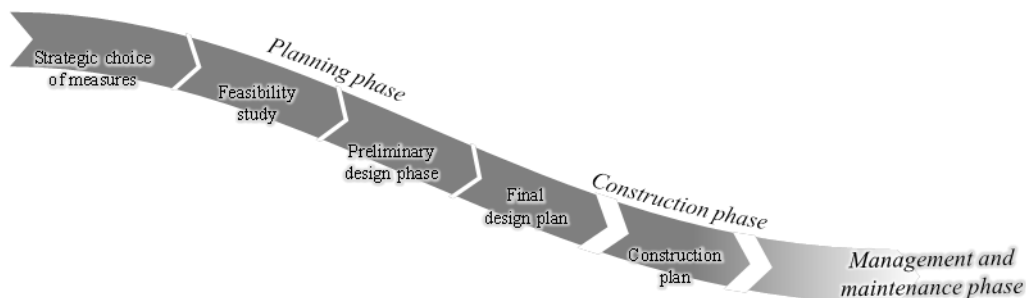 Planning phase
Strategic choice
of measures
Feasibility
study
Preliminary
design phase
Final
design plan
Construction phase
Construction
plan
Management and
maintenance phase